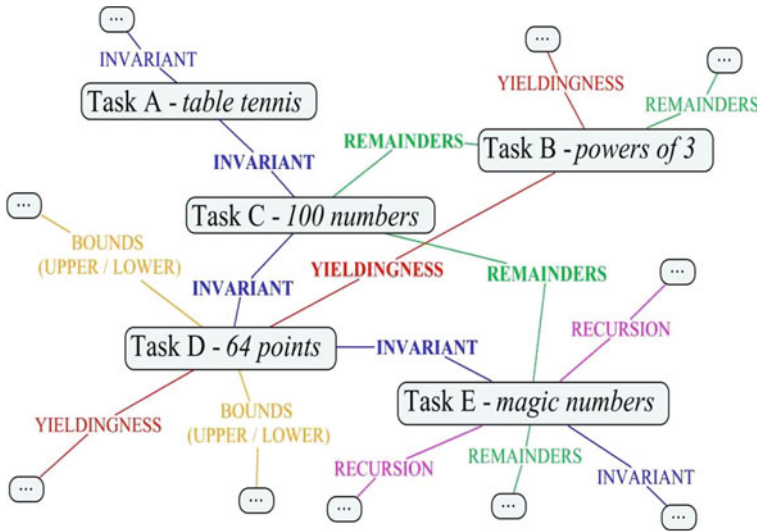 ...
...
INVARIANT
...
YIELDINGNESS
Task A - table tennis
REMAINDERS
REMAINDERS
Task B - powers of 3
INVARIANT
...
Task C - 100 numbers
BOUNDS
(UPPER / LOWER)
YIELDINGNESS
REMAINDERS
...
INVARIANT
RECURSION
Task D - 64 points
INVARIANT
Task E - magic numbers
YIELDINGNESS
BOUNDS
(UPPER / LOWER)
RECURSION
REMAINDERS
INVARIANT
...
...
...
...
...